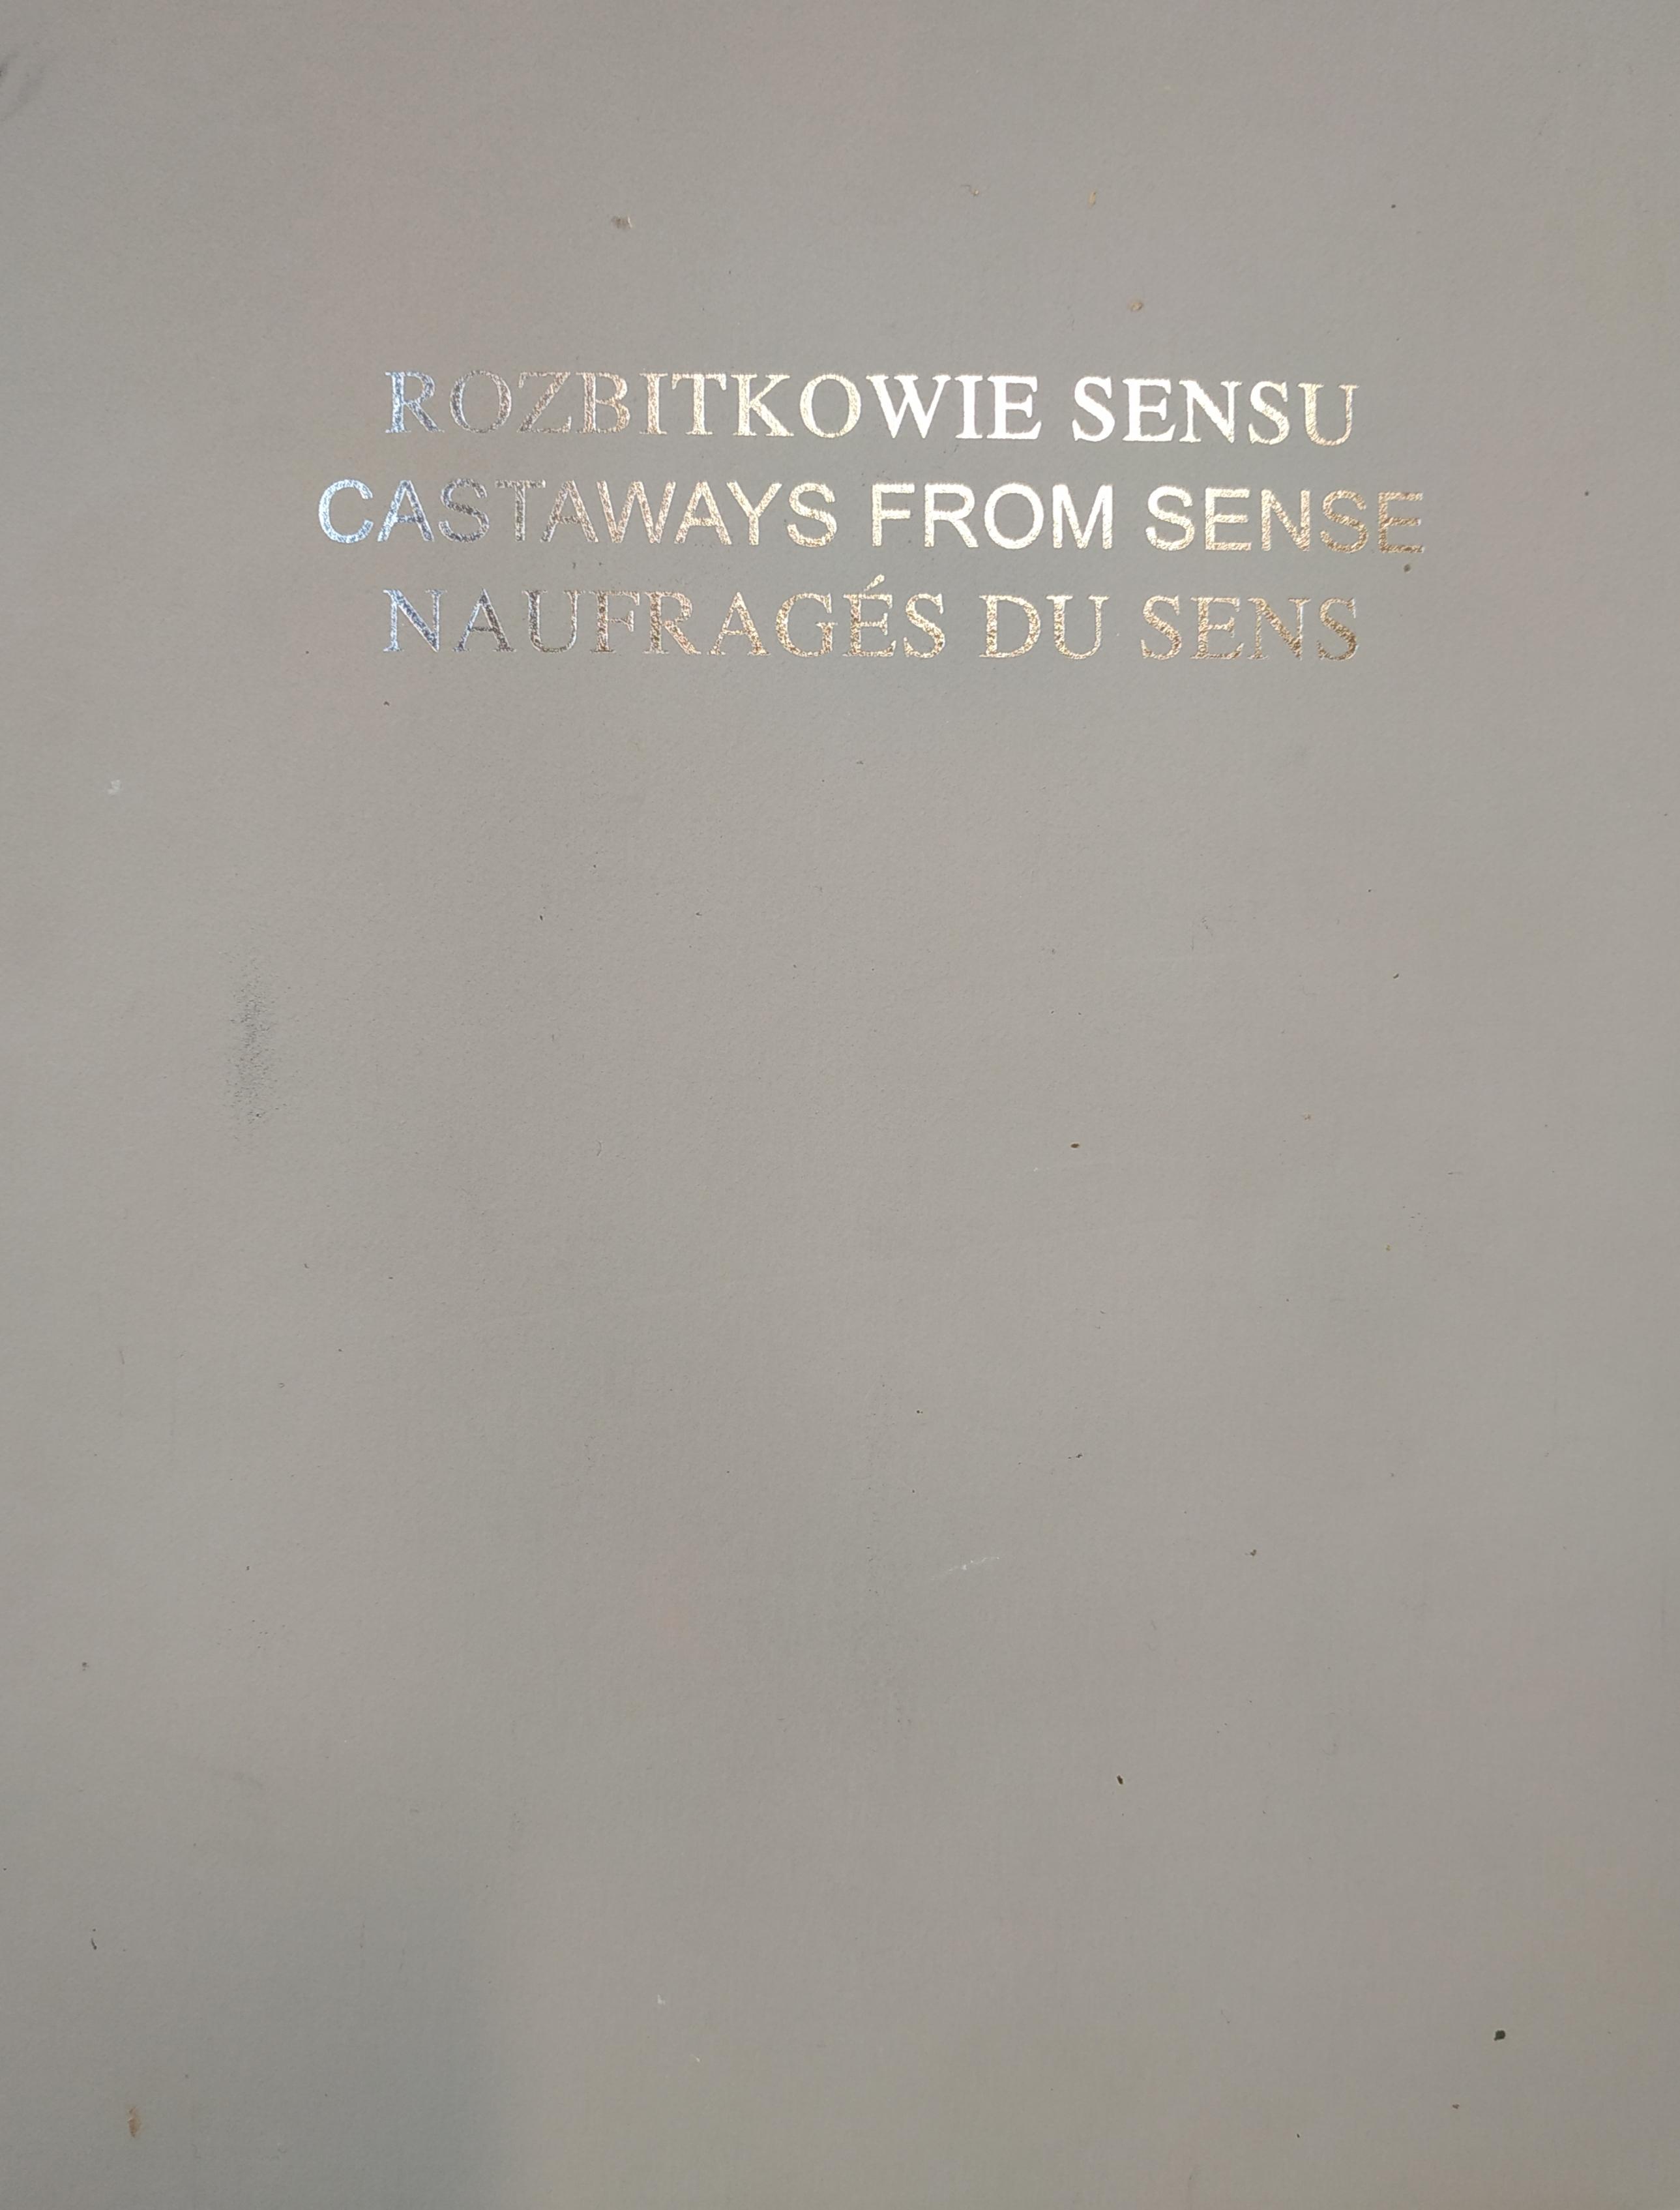 ROZBITKOWIE SENSU
CASTAWAYS FROM SENSE
NAUFRAGÉS DU SENS